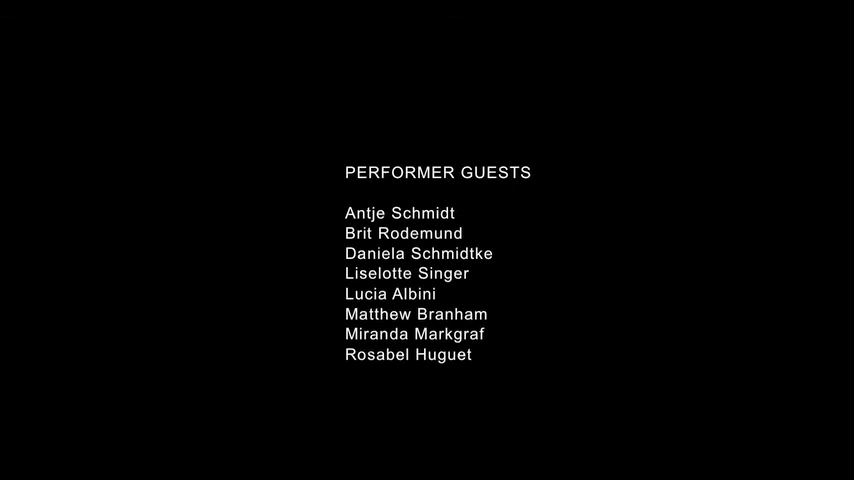 PERFORMER GUESTS
Antje Schmidt
Brit Rodemund
Daniela Schmidtke
Liselotte Singer
Lucia Albini
Matthew Branham
Miranda Markgraf
Rosabel Huguet